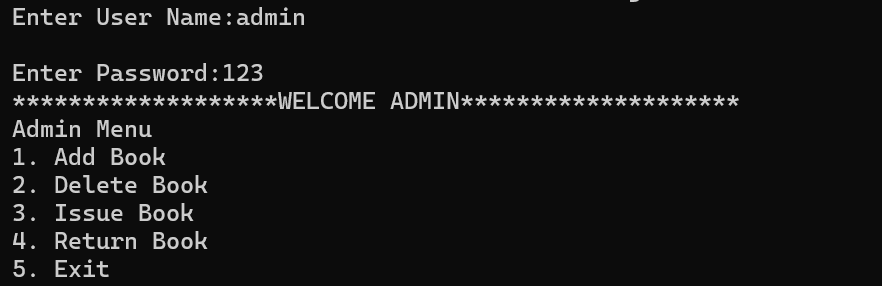 Enter User Name:admin
Enter Password:123
*******************WELCOME ADMIN********************
Admin Menu
1. Add Book
2. Delete Book
3. Issue Book
4. Return Book
5. Exit